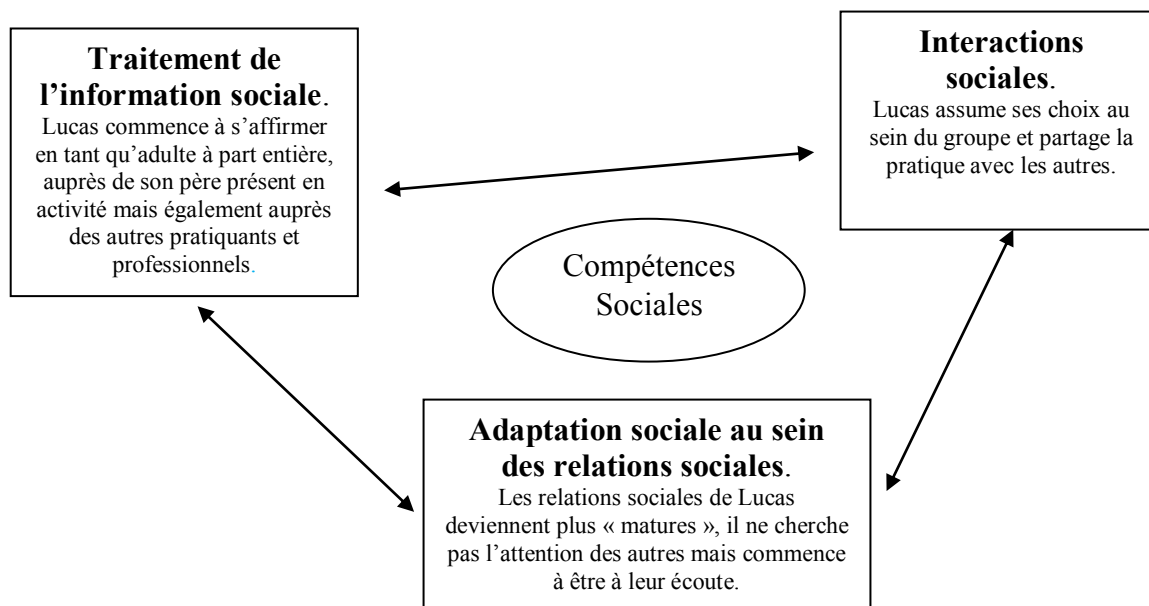 Traitement de
l’information sociale.
Lucas commence à s’affirmer
en tant qu’adulte à part entière,
auprès de son père présent en
activité mais également auprès
des autres pratiquants et
professionnels.
Interactions
sociales.
Lucas assume ses choix au
sein du groupe et partage la
pratique avec les autres.
Compétences
Sociales
Adaptation sociale au sein
des relations sociales.
Les relations sociales de Lucas
deviennent plus « matures », il ne cherche
pas l’attention des autres mais commence
à être à leur écoute.